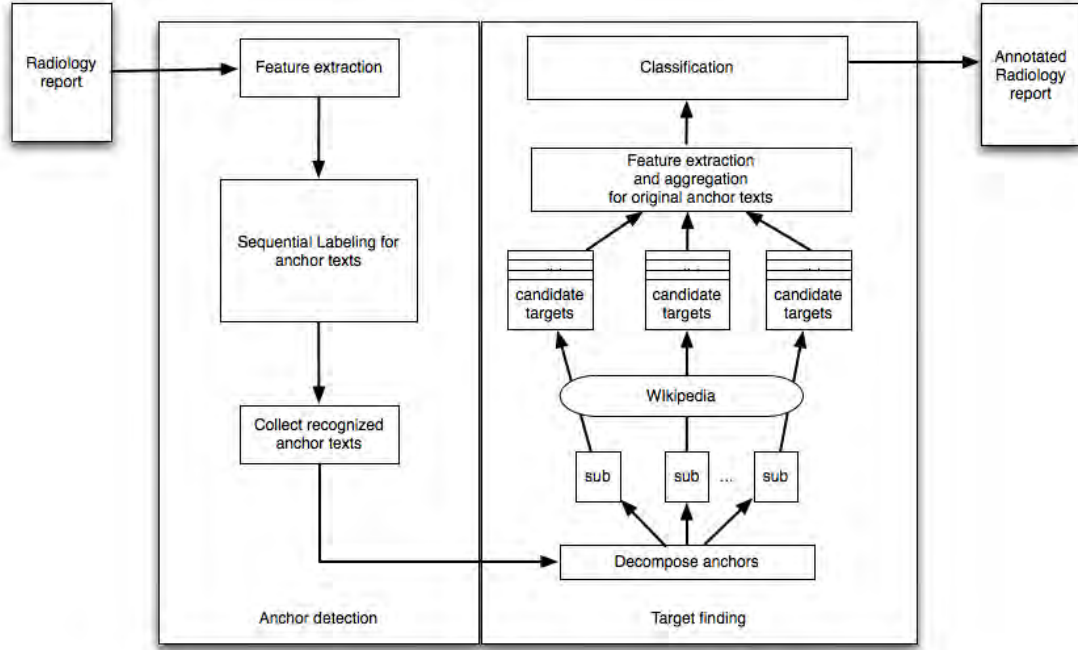 Radiology
report
Feature extraction
Sequential Labeling for
anchor texts
Collect recognized
anchor texts
Anchor detection
Classification
Feature extraction
and aggregation
for original anchor texts
candidate
targets
candidate
targets
candidate
targets
WIkipedia
sub
sub
...
sub
Decompose anchors
Target finding
Annotated
Radiology
report